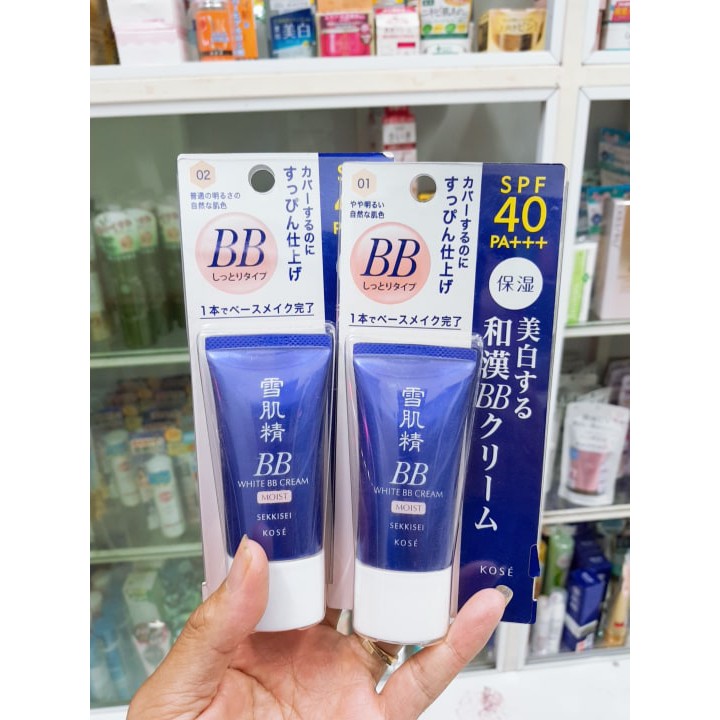 02
普通の明るさの
自然な肌色
カバーするのに
すっぴん仕上げ
BB
しっとりタイプ
1本でベースメイク完了
雪肌精
BB
WHITE BB CREAM
MOIST
SEKKISEI
KOSÉ
01
やや明るい
自然な肌色
カバーするのに
すっぴん仕上げ
BB
しっとりタイプ
1本でベースメイク完了
雪肌精
BB
WHITE BB CREAM
MOIST
SEKKISEI
KOSÉ
SPF
40
PA+++
保湿
美白する
和漢BBクリーム
KOSÉ
美白